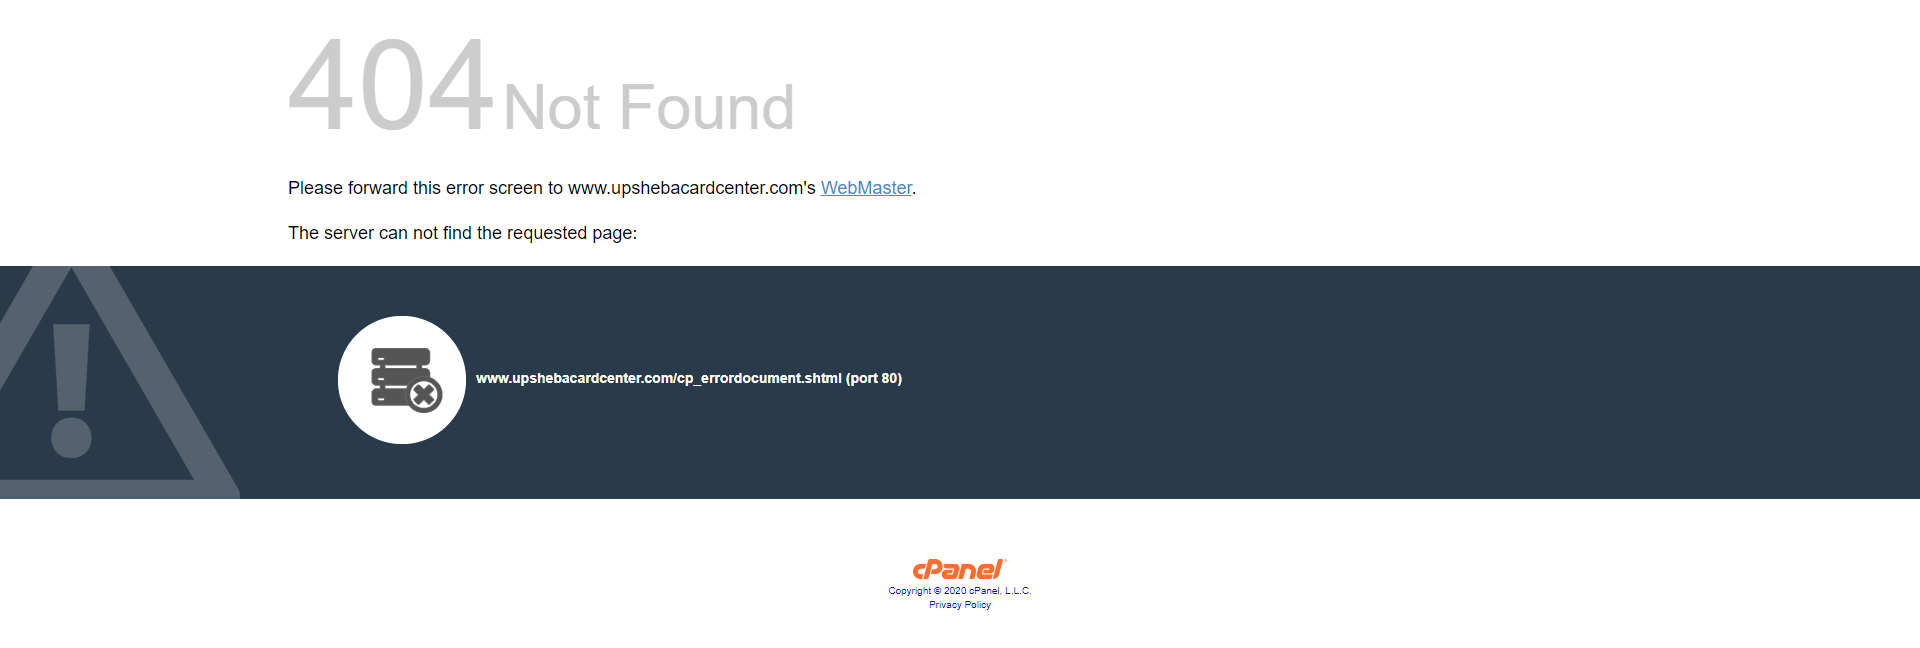 404 Not Found
Please forward this error screen to www.upshebacardcenter.com's WebMaster.
The server can not find the requested page:
www.upshebacardcenter.com/cp_errordocument.shtml (port 80)
cPanel
Copyright © 2020 cPanel, L.L.C.
Privacy Policy